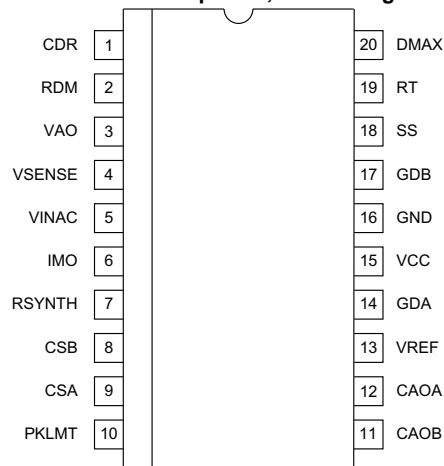 CDR 1 20 DMAX
RDM 2 19 RT
VAO 3 18 SS
VSENSE 4 17 GDB
VINAC 5 16 GND
IMO 6 15 VCC
RSYNTH 7 14 GDA
CSB 8 13 VREF
CSA 9 12 CAOA
PKLMT 10 11 CAOB